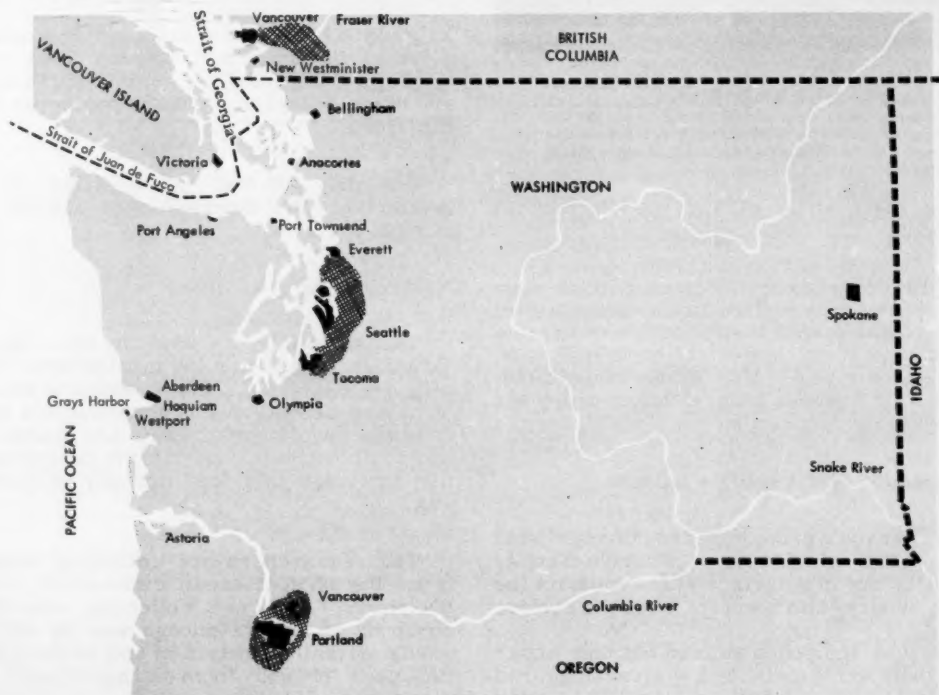 Vancouver
Fraser River
BRITISH
COLUMBIA
VANCOUVER ISLAND
Strait of Georgia
New Westminister
Bellingham
Strait of Juan de Fuca
Victoria
Anacortes
WASHINGTON
Port Angeles
Port Townsend
Everett
Spokane
Seattle
IDAHO
Tacoma
Aberdeen
Grays Harbor
Hoquiam
Olympia
Westport
PACIFIC OCEAN
Snake River
Astoria
Vancouver
Columbia River
Portland
OREGON